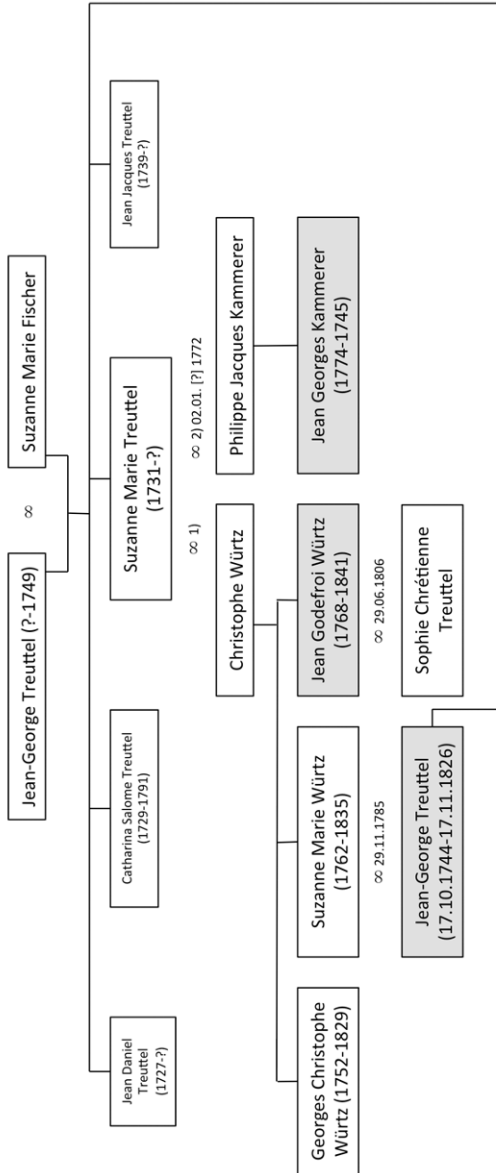 Jean-George Treuttel (?-1749)
∞
Suzanne Marie Fischer
Jean Daniel
Treuttel
(1727-?)
Catharina Salome Treuttel
(1729-1791)
Suzanne Marie Treuttel
(1731-?)
Jean Jacques Treuttel
(1739-?)
∞ 1)
∞ 2) 02.01. [?] 1772
Christophe Würtz
Philippe Jacques Kammerer
Georges Christophe
Würtz (1752-1829)
Suzanne Marie Würtz
(1762-1835)
Jean Godefroi Würtz
(1768-1841)
Jean Georges Kammerer
(1774-1745)
∞ 29.11.1785
∞ 29.06.1806
Jean-George Treuttel
(17.10.1744-17.11.1826)
Sophie Chrétienne
Treuttel